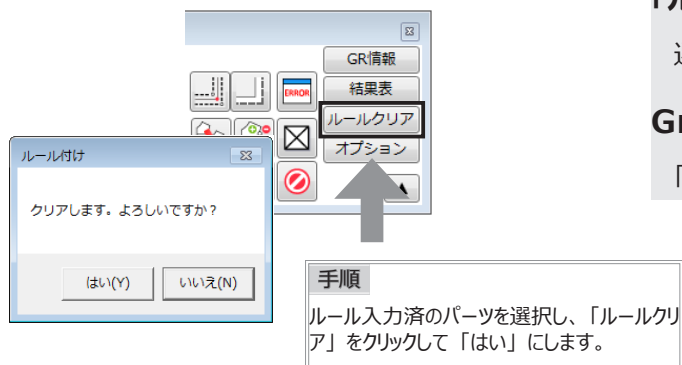 GR情報
結果表
ERROR
ルールクリア
オプション
ルール付け
クリアします。よろしいですか？
はい(Y)
いいえ(N)
Gr
「
手順
ルール入力済のパーツを選択し、「ルールクリ
ア」をクリックして「はい」にします。